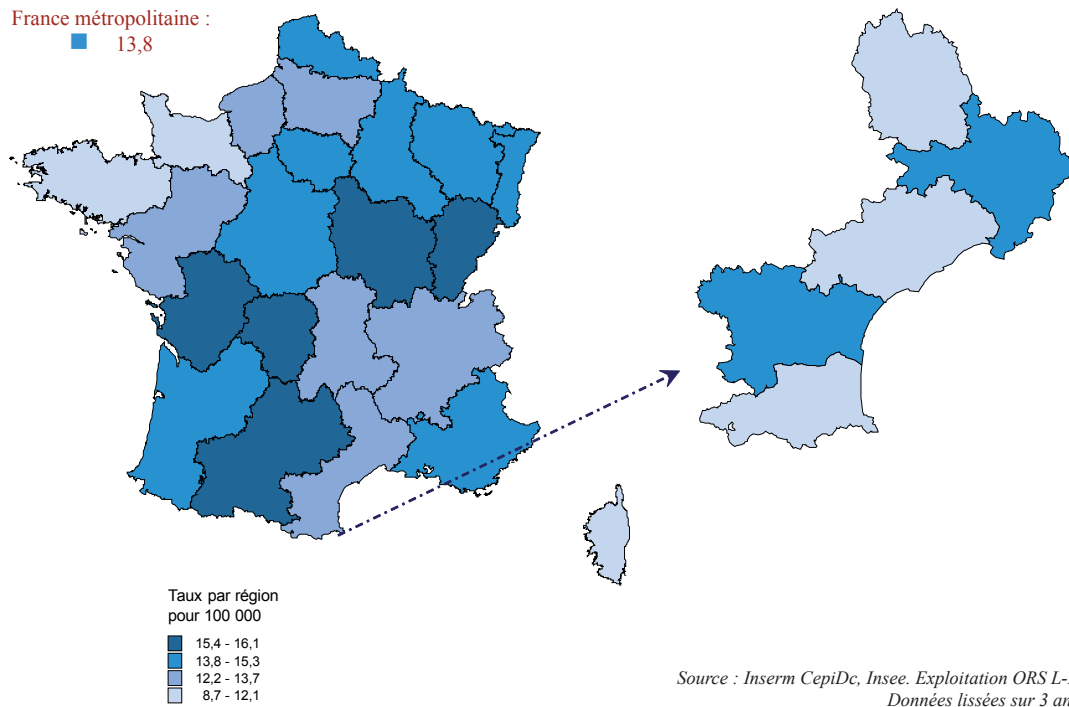 France métropolitaine :
13,8
Taux par région
pour 100 000
15,4 - 16,1
13,8 - 15,3
12,2 - 13,7
8,7 - 12,1
Source : Inserm CepiDc, Insee. Exploitation ORS
Données lissées sur 3